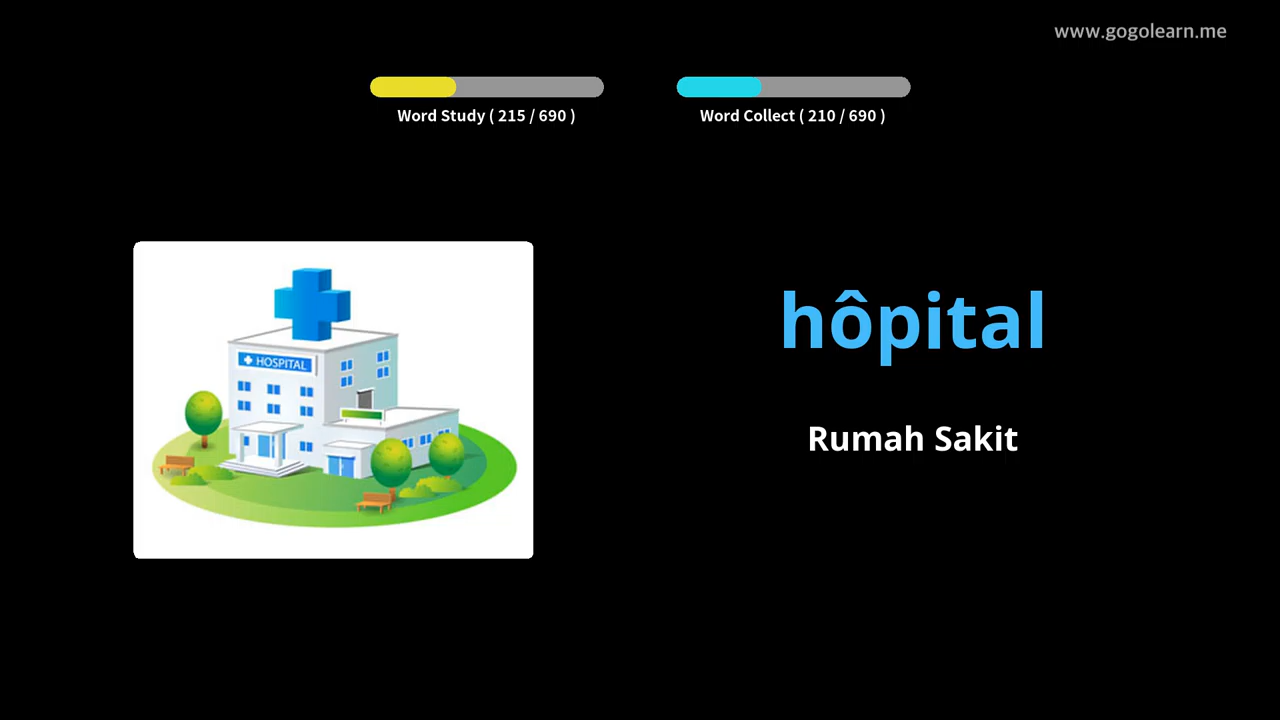 www.gogolearn.me
Word Study ( 215 / 690 )
Word Collect ( 210 / 690 )
HOSPITAL
hôpital
Rumah Sakit